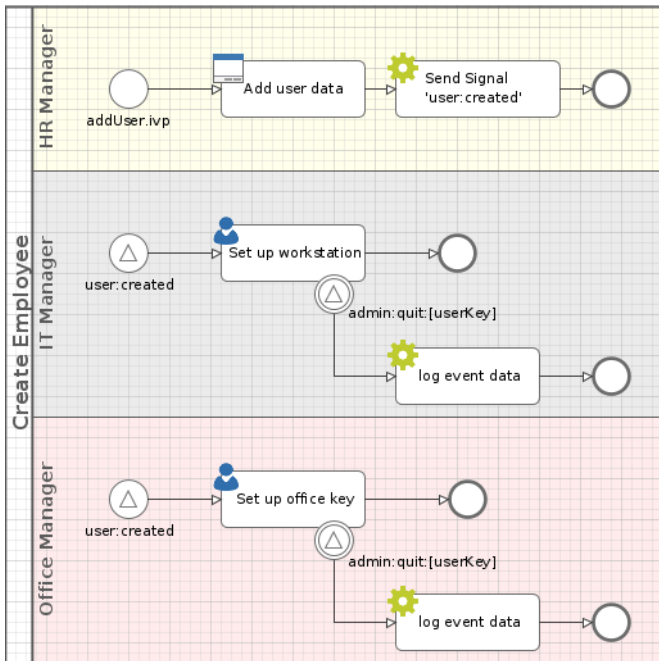 Create Employee
HR Manager
addUser.ivp
Add user data
Send Signal
'user:created'
IT Manager
user:created
Set up workstation
admin:quit:[userKey]
log event data
Office Manager
user:created
Set up office key
admin:quit:[userKey]
log event data